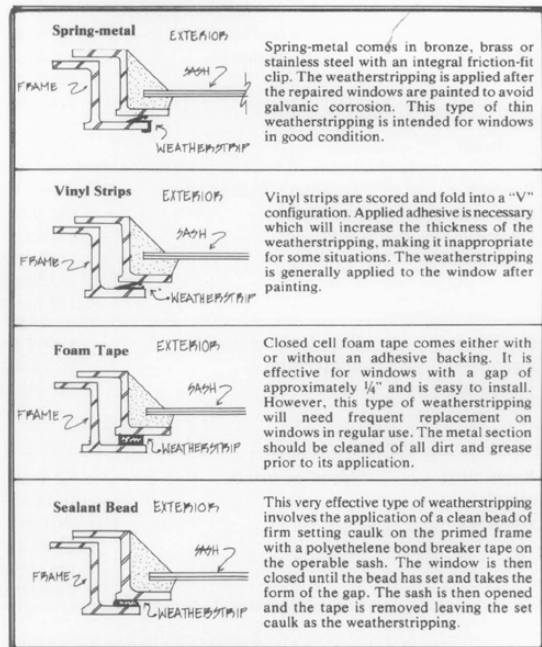 Spring-metal
EXTERIOR
SASH
FRAME
WEATHERSTRIP
Spring-metal comes in bronze, brass or
stainless steel with an integral friction-fit
clip. The weatherstripping is applied after
the repaired windows are painted to avoid
galvanic corrosion. This type of thin
weatherstripping is intended for windows
in good condition.
Vinyl Strips
EXTERIOR
SASH
FRAME
WEATHERSTRIP
Vinyl strips are scored and fold into a "V"
configuration. Applied adhesive is necessary
which will increase the thickness of the
weatherstripping, making it inappropriate
for some situations. The weatherstripping
is generally applied to the window after
painting.
Foam Tape
EXTERIOR
SASH
FRAME
WEATHERSTRIP
Closed cell foam tape comes either with
or without an adhesive backing. It is
effective for windows with a gap of
approximately ¼" and is easy to install.
However, this type of weatherstripping
will need frequent replacement on
windows in regular use. The metal section
should be cleaned of all dirt and grease
prior to its application.
Sealant Bead
EXTERIOR
SASH
FRAME
WEATHERSTRIP
This very effective type of weatherstripping
involves the application of a clean bead of
firm setting caulk on the primed frame
with a polyethelene bond breaker tape on
the operable sash. The window is then
closed until the bead has set and takes the
form of the gap. The sash is then opened
and the tape is removed leaving the set
caulk as the weatherstripping.